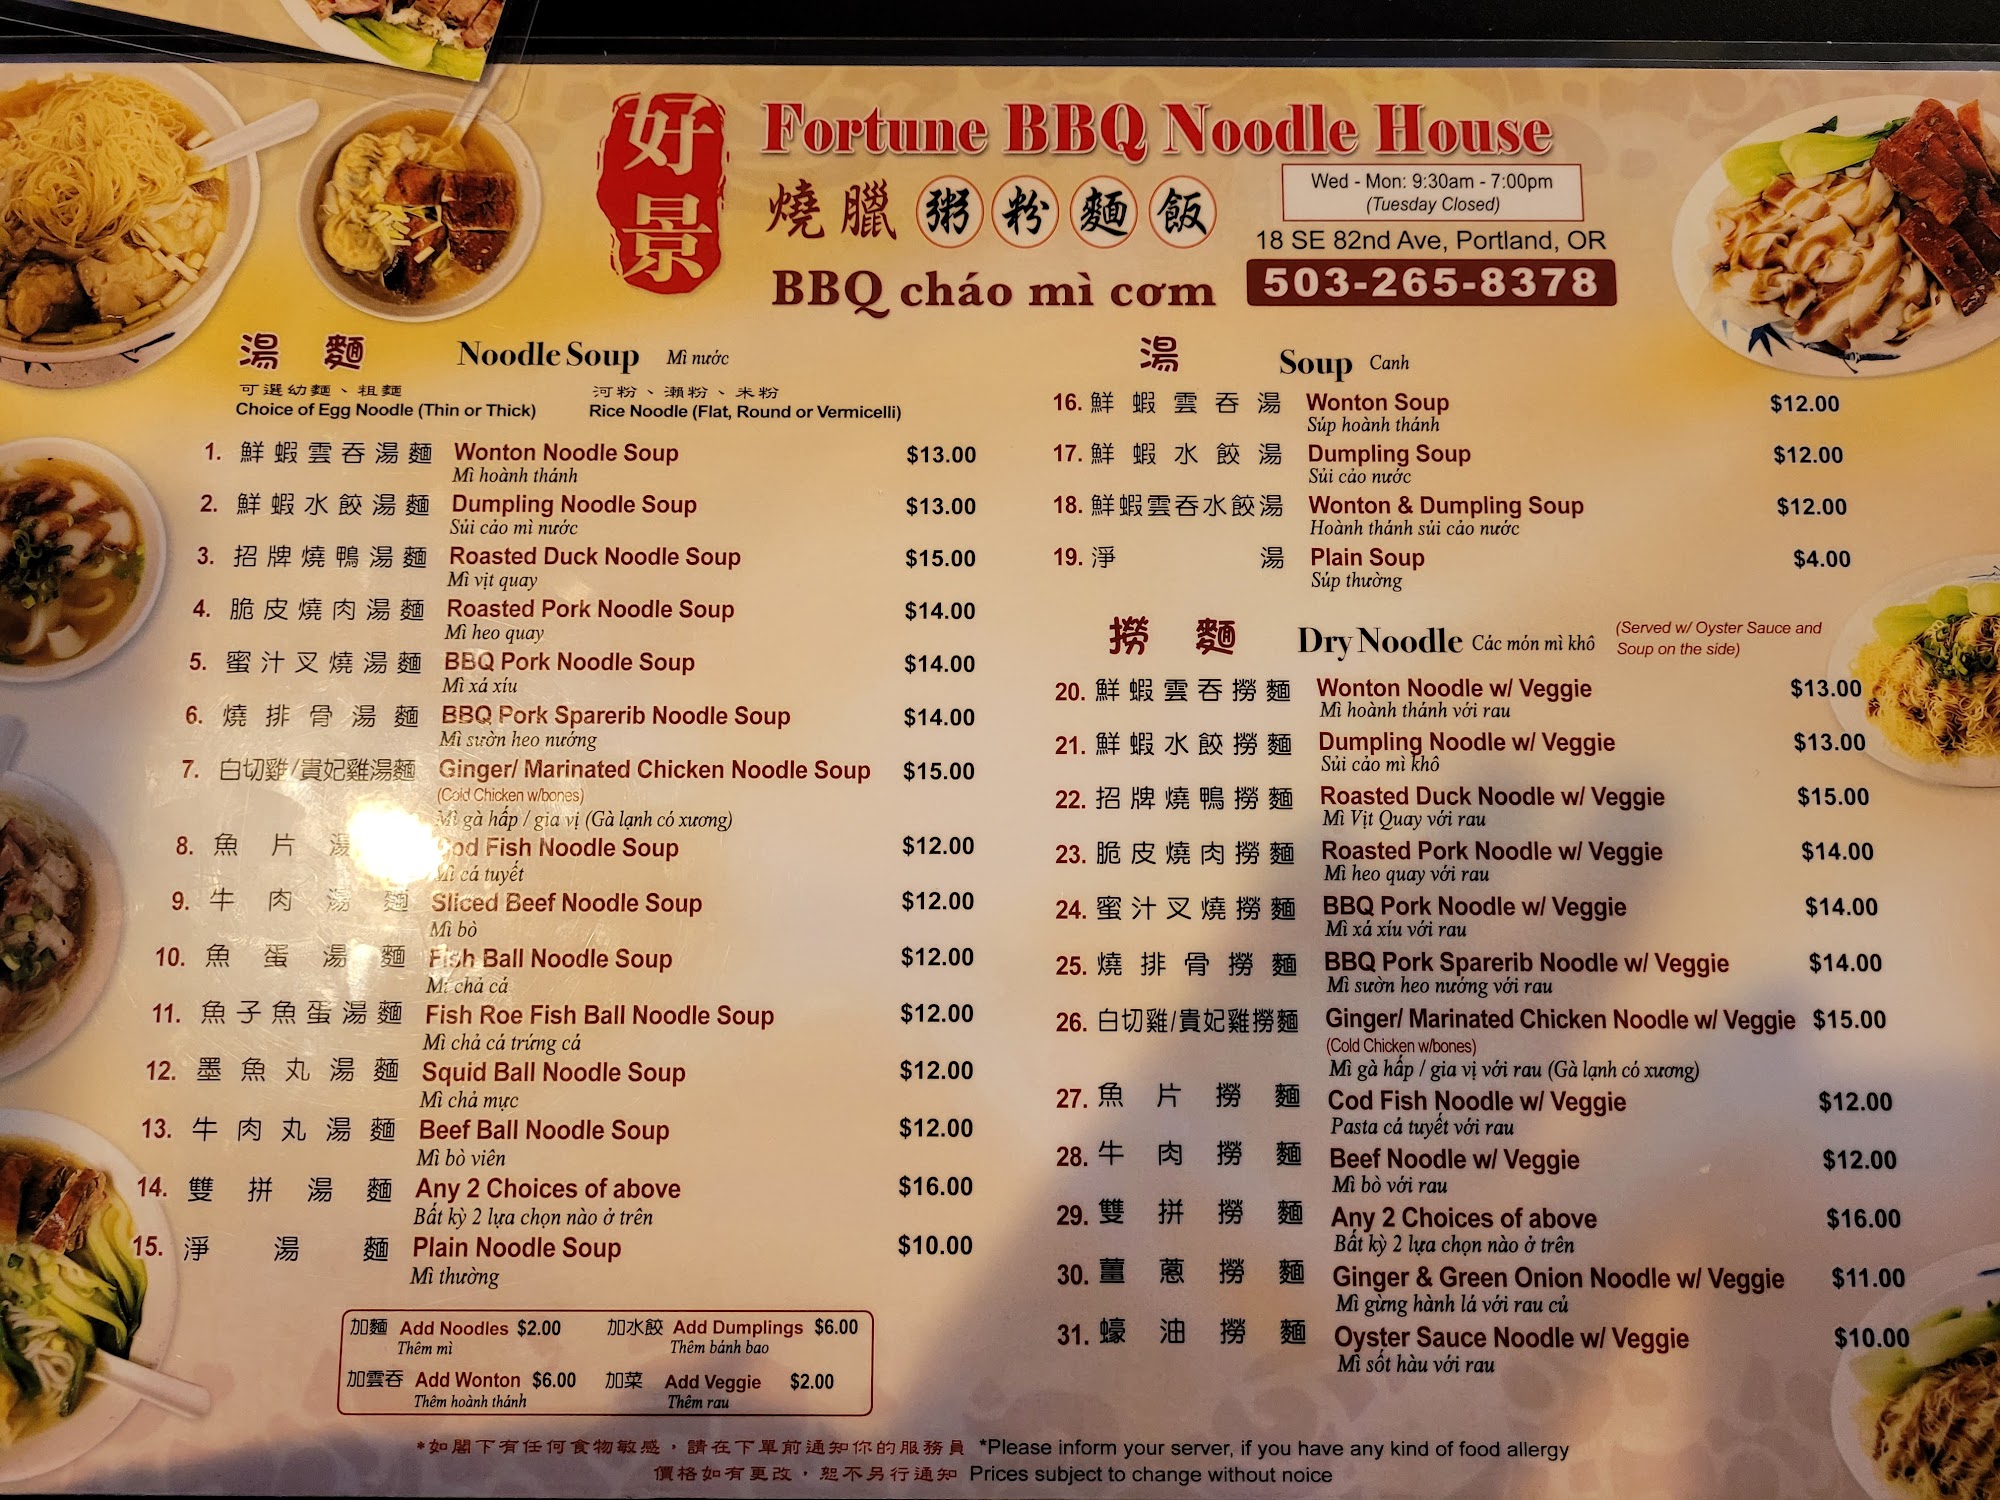 好景
Fortune BBQ Noodle House
燒臘 粥 粉 麵 飯
BBQ cháo mì cơm
Wed - Mon: 9:30am - 7:00pm
(Tuesday Closed)
18 SE 82nd Ave, Portland, OR
503-265-8378
湯麵 Noodle Soup Mì nước
可選幼麵、粗麵 河粉、瀨粉、米粉
Choice of Egg Noodle (Thin or Thick) Rice Noodle (Flat, Round or Vermicelli)
1. 鮮蝦雲吞湯麵 Wonton Noodle Soup $13.00
Mì hoành thánh
2. 鮮蝦水餃湯麵 Dumpling Noodle Soup $13.00
Sủi cảo mì nước
3. 招牌燒鴨湯麵 Roasted Duck Noodle Soup $15.00
Mì vịt quay
4. 脆皮燒肉湯麵 Roasted Pork Noodle Soup $14.00
Mì heo quay
5. 蜜汁叉燒湯麵 BBQ Pork Noodle Soup $14.00
Mì xá xíu
6. 燒排骨湯麵 BBQ Pork Sparerib Noodle Soup $14.00
Mì sườn heo nướng
7. 白切雞/貴妃雞湯麵 Ginger/ Marinated Chicken Noodle Soup $15.00
(Cold Chicken w/bones)
Mì gà hấp / gia vị (Gà lạnh có xương)
8. 魚片湯 Cod Fish Noodle Soup $12.00
Mì cá tuyết
9. 牛肉湯麵 Sliced Beef Noodle Soup $12.00
Mì bò
10. 魚蛋湯麵 Fish Ball Noodle Soup $12.00
Mì chả cá
11. 魚子魚蛋湯麵 Fish Roe Fish Ball Noodle Soup $12.00
Mì chả cá trứng cá
12. 墨魚丸湯麵 Squid Ball Noodle Soup $12.00
Mì chả mực
13. 牛肉丸湯麵 Beef Ball Noodle Soup $12.00
Mì bò viên
14. 雙拼湯麵 Any 2 Choices of above $16.00
Bất kỳ 2 lựa chọn nào ở trên
15. 淨湯麵 Plain Noodle Soup $10.00
Mì thường
加麵 Add Noodles $2.00 加水餃 Add Dumplings $6.00
Thêm mì Thêm bánh bao
加雲吞 Add Wonton $6.00 加菜 Add Veggie $2.00
Thêm hoành thánh Thêm rau
湯 Soup Canh
16. 鮮蝦雲吞湯 Wonton Soup $12.00
Súp hoành thánh
17. 鮮蝦水餃湯 Dumpling Soup $12.00
Sủi cảo nước
18. 鮮蝦雲吞水餃湯 Wonton & Dumpling Soup $12.00
Hoành thánh sủi cảo nước
19. 淨湯 Plain Soup $4.00
Súp thường
撈麵 Dry Noodle Các món mì khô (Served w/ Oyster Sauce and
Soup on the side)
20. 鮮蝦雲吞撈麵 Wonton Noodle w/ Veggie $13.00
Mì hoành thánh với rau
21. 鮮蝦水餃撈麵 Dumpling Noodle w/ Veggie $13.00
Sủi cảo mì khô
22. 招牌燒鴨撈麵 Roasted Duck Noodle w/ Veggie $15.00
Mì Vịt Quay với rau
23. 脆皮燒肉撈麵 Roasted Pork Noodle w/ Veggie $14.00
Mì heo quay với rau
24. 蜜汁叉燒撈麵 BBQ Pork Noodle w/ Veggie $14.00
Mì xá xíu với rau
25. 燒排骨撈麵 BBQ Pork Sparerib Noodle w/ Veggie $14.00
Mì sườn heo nướng với rau
26. 白切雞/貴妃雞撈麵 Ginger/ Marinated Chicken Noodle w/ Veggie $15.00
(Cold Chicken w/bones)
Mì gà hấp / gia vị với rau (Gà lạnh có xương)
27. 魚片撈麵 Cod Fish Noodle w/ Veggie $12.00
Pasta cá tuyết với rau
28. 牛肉撈麵 Beef Noodle w/ Veggie $12.00
Mì bò với rau
29. 雙拼撈麵 Any 2 Choices of above $16.00
Bất kỳ 2 lựa chọn nào ở trên
30. 薑蔥撈麵 Ginger & Green Onion Noodle w/ Veggie $11.00
Mì gừng hành lá với rau củ
31. 蠔油撈麵 Oyster Sauce Noodle w/ Veggie $10.00
Mì sốt hàu với rau
*如閣下有任何食物敏感，請在下單前通知你的服務員 *Please inform your server, if you have any kind of food allergy
價格如有更改，恕不另行通知 Prices subject to change without noice